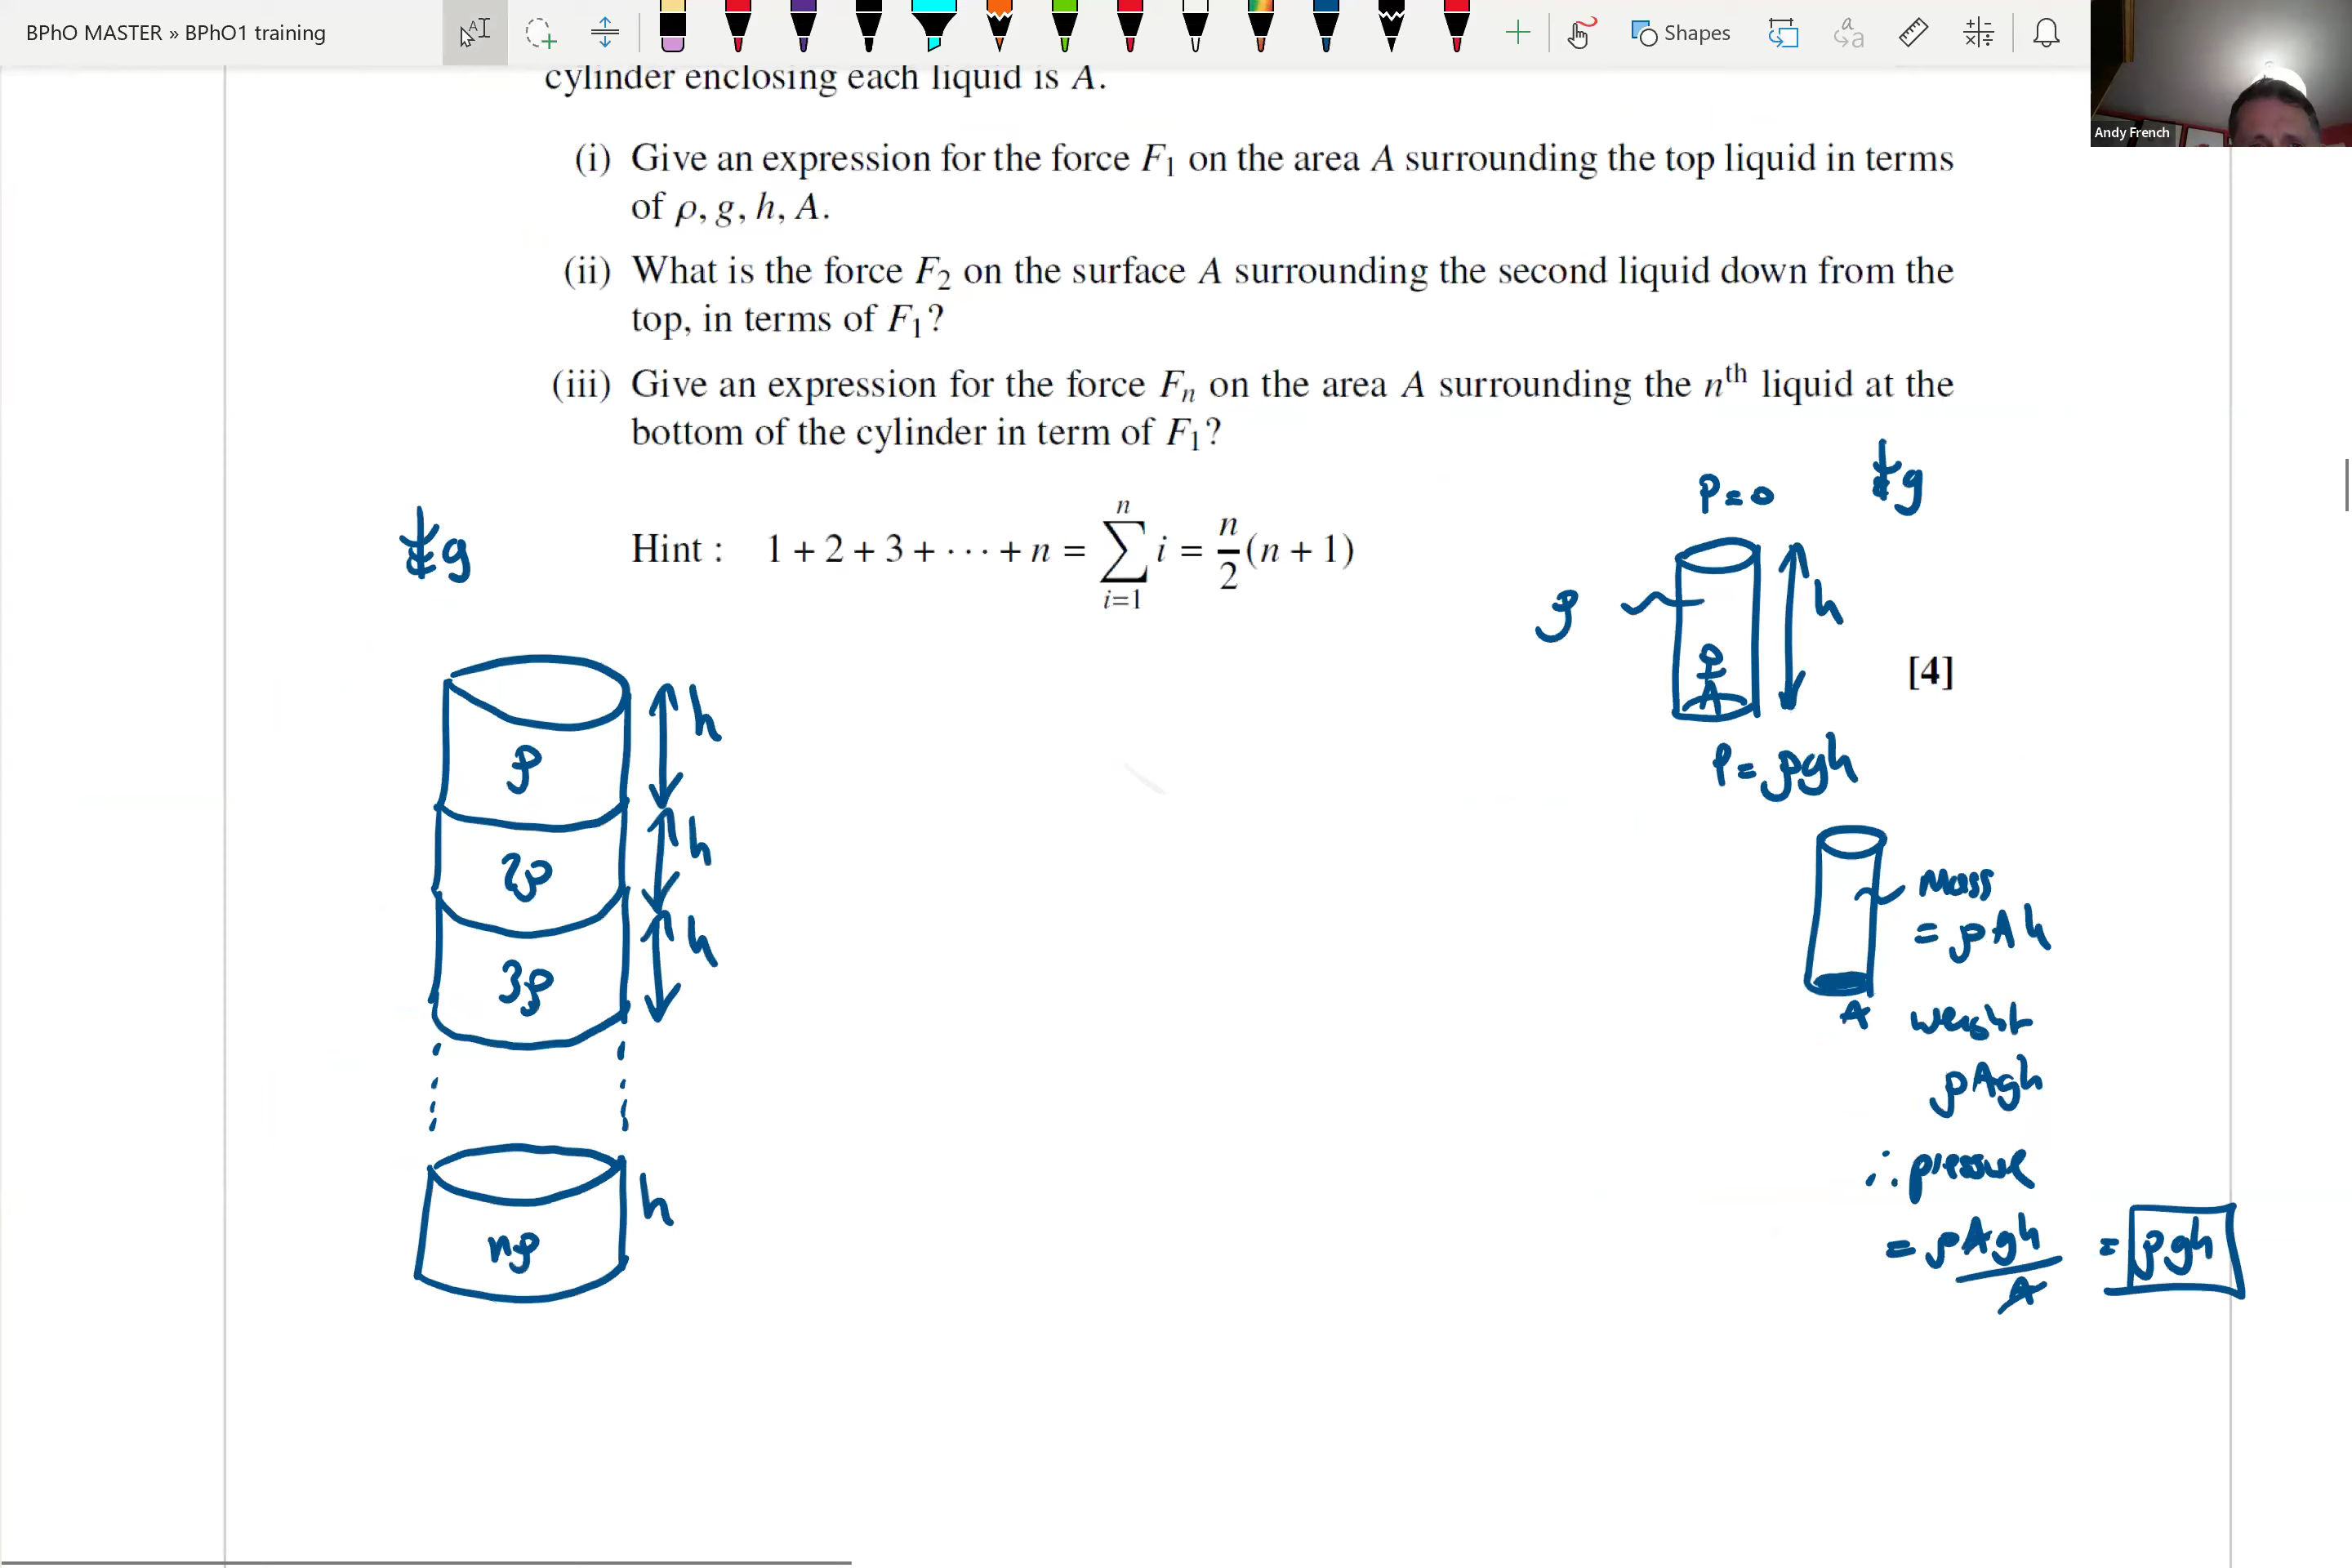 BPhO MASTER » BPhO1 training
Shapes
Andy French
cylinder enclosing each liquid is A.
(i) Give an expression for the force F₁ on the area A surrounding the top liquid in terms
of ρ, g, h, A.
(ii) What is the force F₂ on the surface A surrounding the second liquid down from the
top, in terms of F₁?
(iii) Give an expression for the force Fₙ on the area A surrounding the nᵗʰ liquid at the
bottom of the cylinder in term of F₁?
Hint : 1 + 2 + 3 + ··· + n = ∑ⁿᵢ₌₁ i = n/2 (n + 1)
[4]
g
ρ
h
2ρ
h
3ρ
h
nρ
h
P=0
g
ρ
h
A
P=ρgh
Mass
= ρAh
A
weight
ρAgh
∴ pressure
= ρAgh/A = ρgh